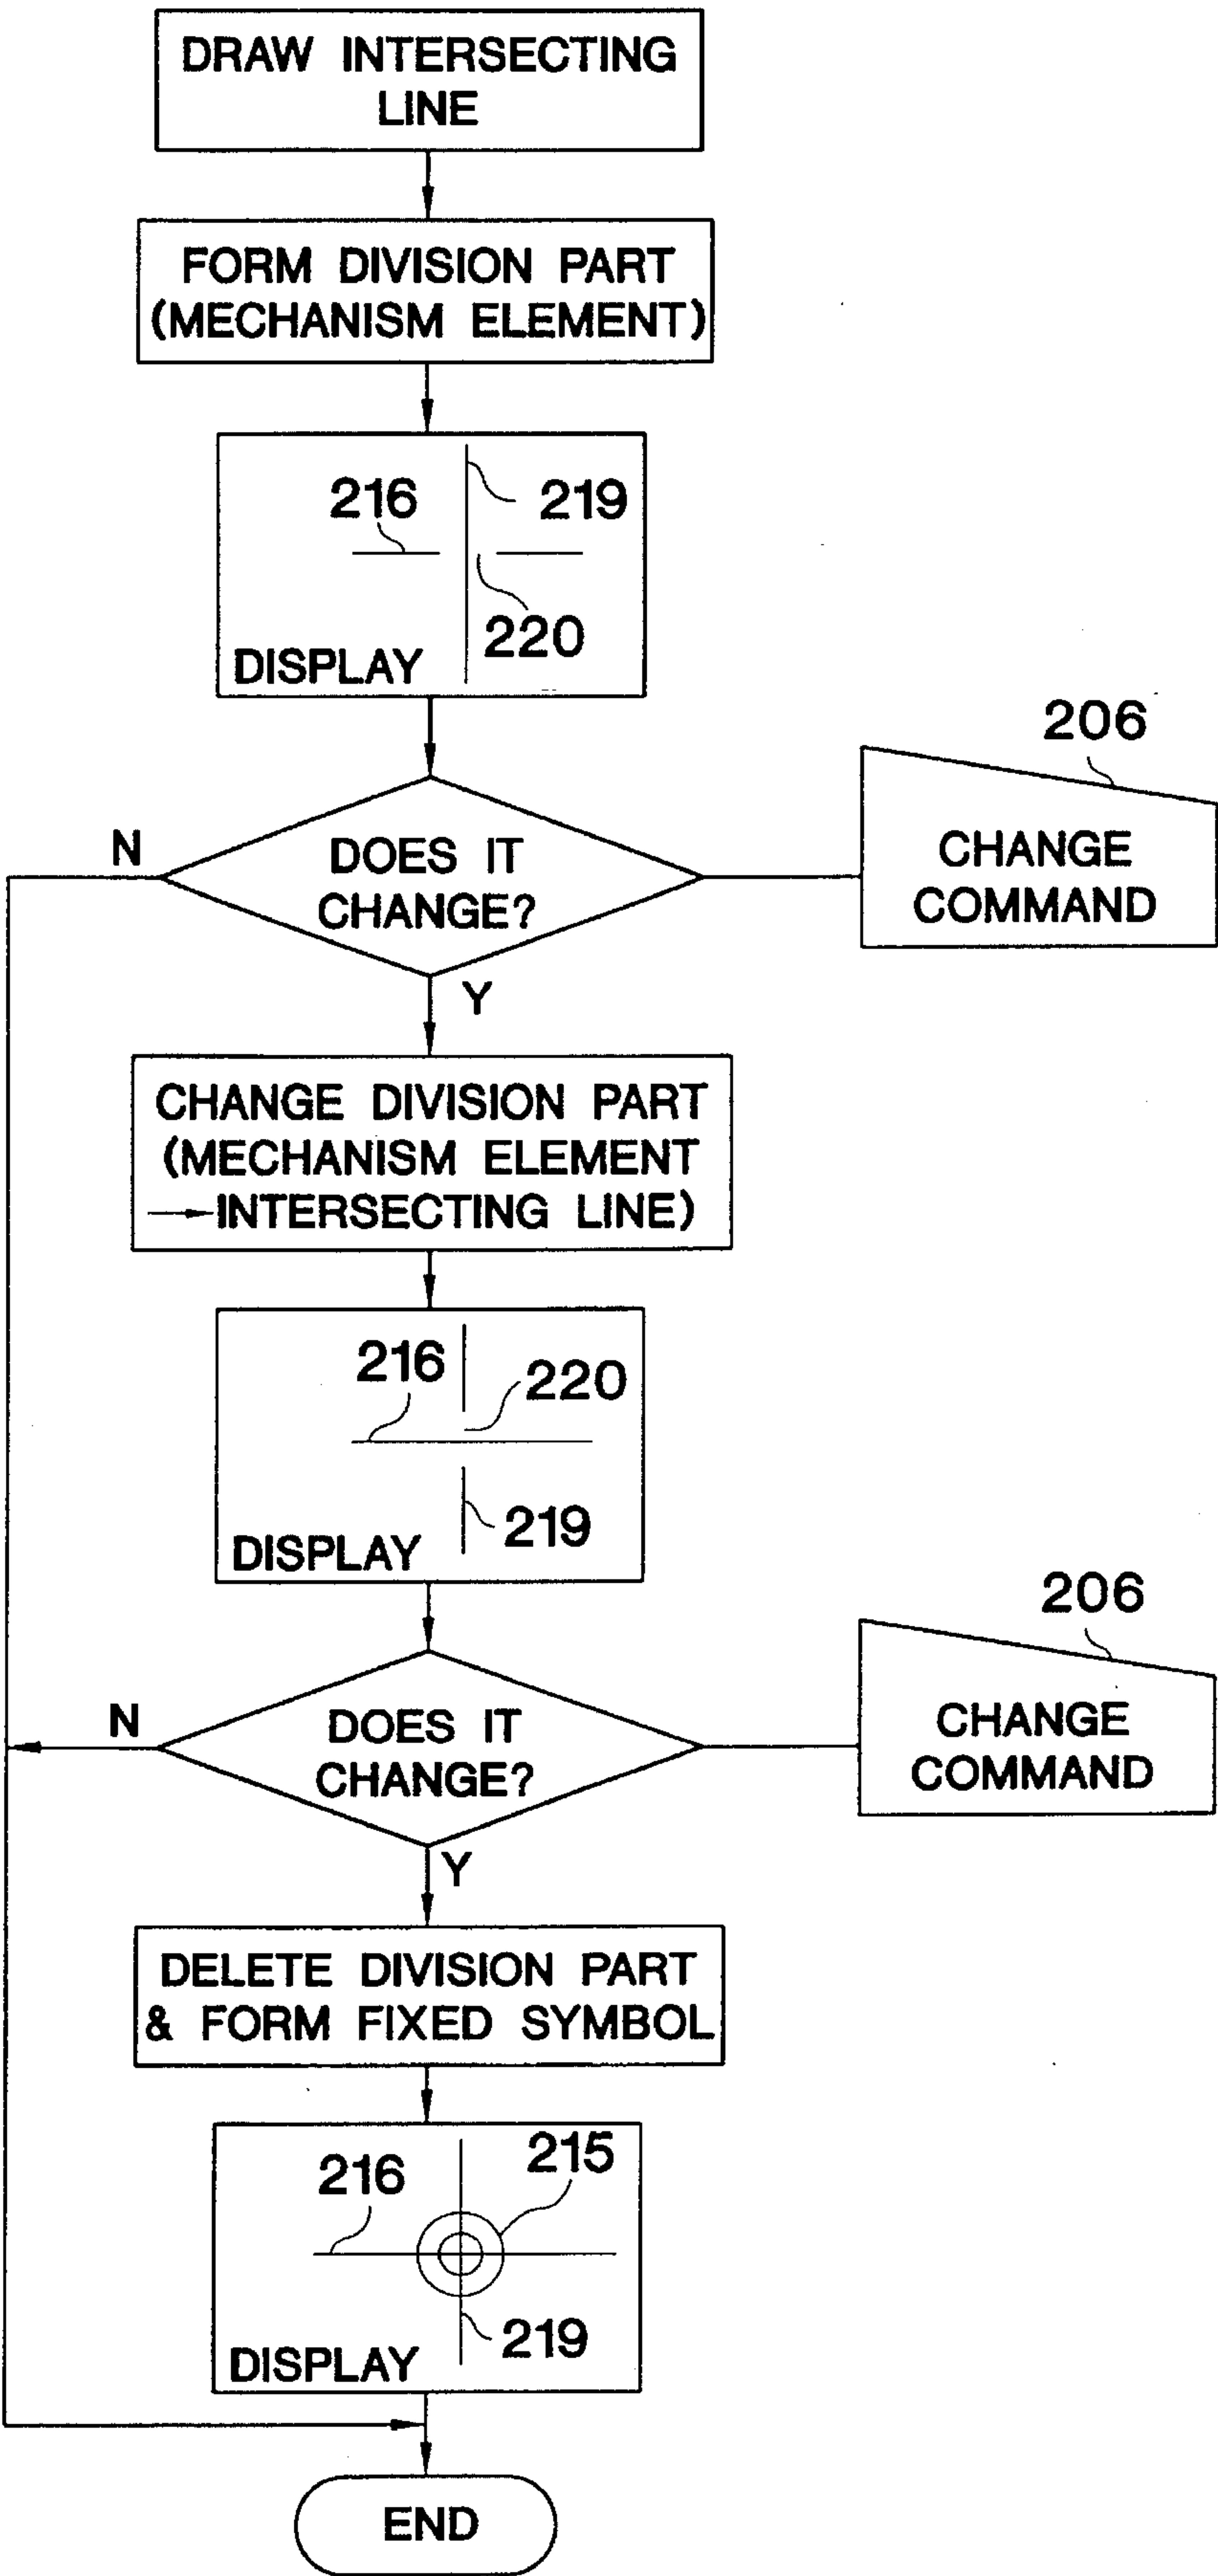 DRAW INTERSECTING
LINE
FORM DIVISION PART
(MECHANISM ELEMENT)
216
219
220
DISPLAY
206
N
DOES IT
CHANGE?
CHANGE
COMMAND
Y
CHANGE DIVISION PART
(MECHANISM ELEMENT
→INTERSECTING LINE)
216
220
219
DISPLAY
206
N
DOES IT
CHANGE?
CHANGE
COMMAND
Y
DELETE DIVISION PART
& FORM FIXED SYMBOL
215
216
219
DISPLAY
END